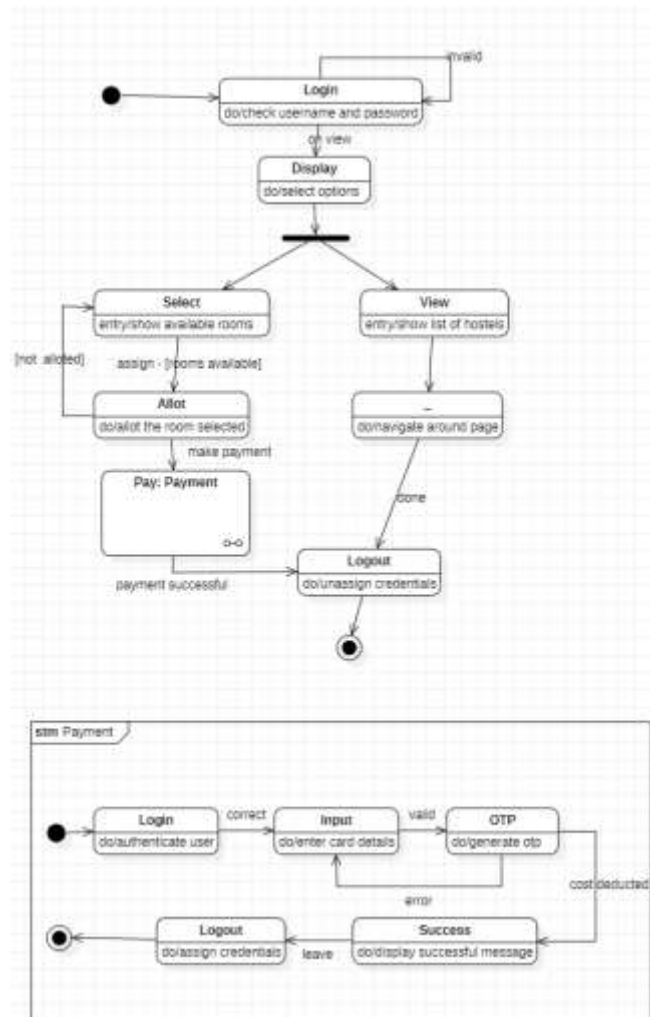 invalid
Login
do/check username and password
on view
Display
do/select options
Select
entry/show available rooms
View
entry/show list of hostels
[not alloted]
assign - [rooms available]
Allot
do/allot the room selected
–
do/navigate around page
make payment
Pay: Payment
done
Logout
do/unassign credentials
payment successful
stm Payment
Login
do/authenticate user
correct
Input
do/enter card details
valid
OTP
do/generate otp
error
cost deducted
Logout
do/assign credentials
leave
Success
do/display successful message